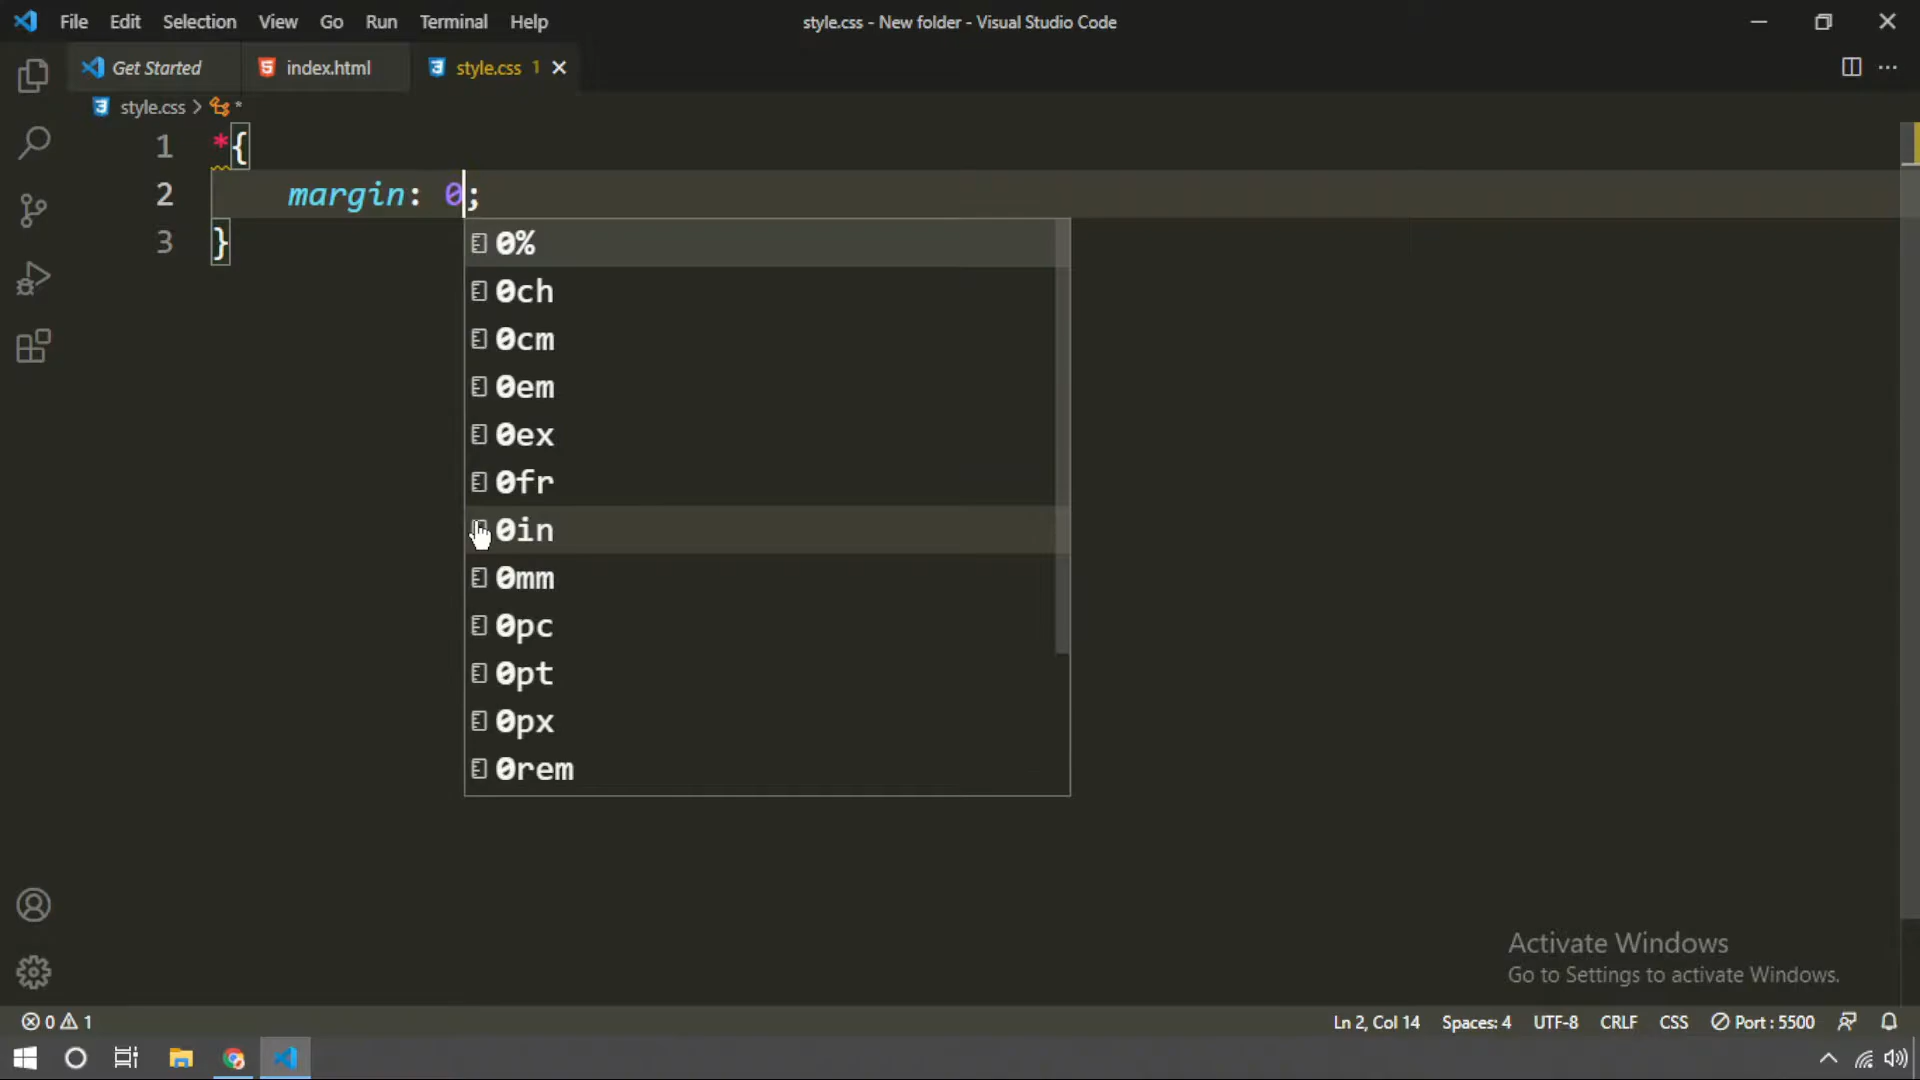 File Edit Selection View Go Run Terminal Help
style.css - New folder - Visual Studio Code
Get Started index.html style.css 1
style.css > *
1 *{
2 margin: 0;
3 }
0%
0ch
0cm
0em
0ex
0fr
0in
0mm
0pc
0pt
0px
0rem
Activate Windows
Go to Settings to activate Windows.
0 1 Ln 2, Col 14 Spaces: 4 UTF-8 CRLF CSS Port : 5500